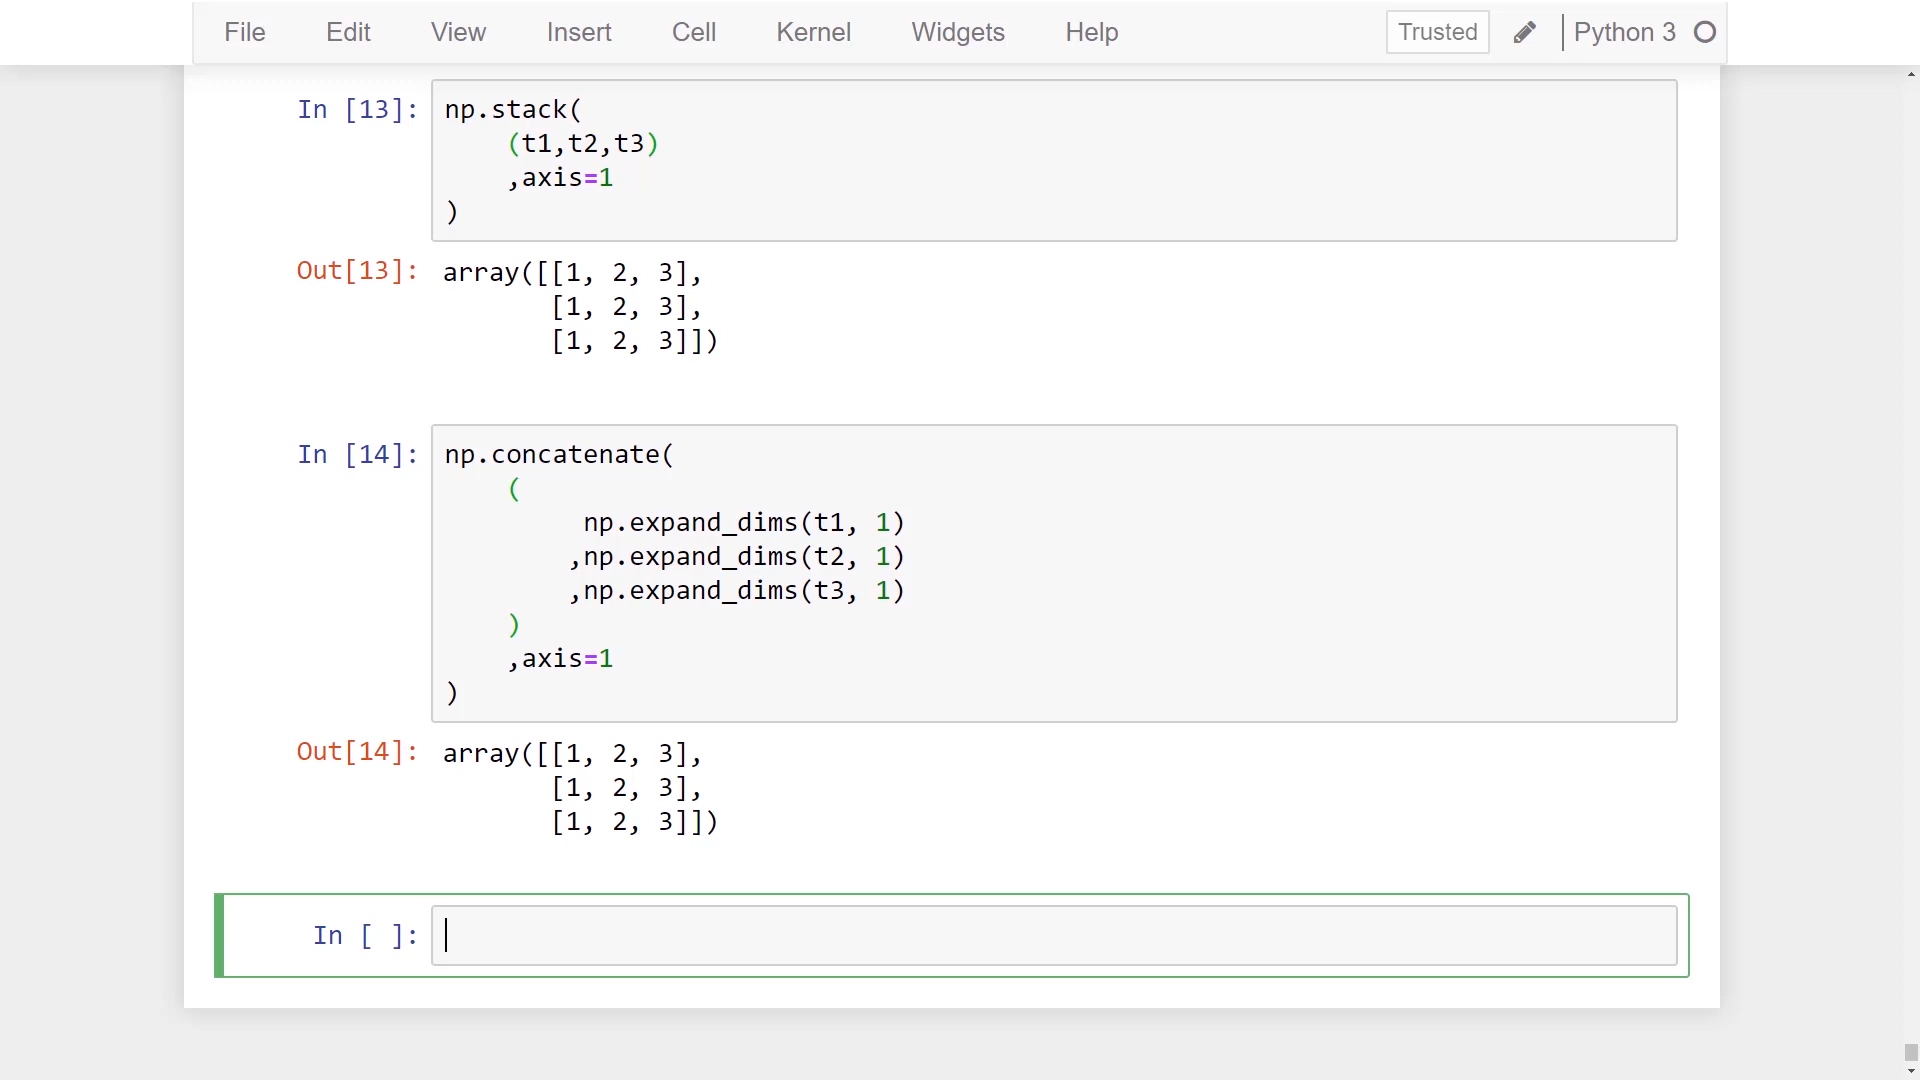 File Edit View Insert Cell Kernel Widgets Help Trusted Python 3
In [13]: np.stack(
(t1,t2,t3)
,axis=1
)
Out[13]: array([[1, 2, 3],
[1, 2, 3],
[1, 2, 3]])
In [14]: np.concatenate(
(
np.expand_dims(t1, 1)
,np.expand_dims(t2, 1)
,np.expand_dims(t3, 1)
)
,axis=1
)
Out[14]: array([[1, 2, 3],
[1, 2, 3],
[1, 2, 3]])
In [ ]: